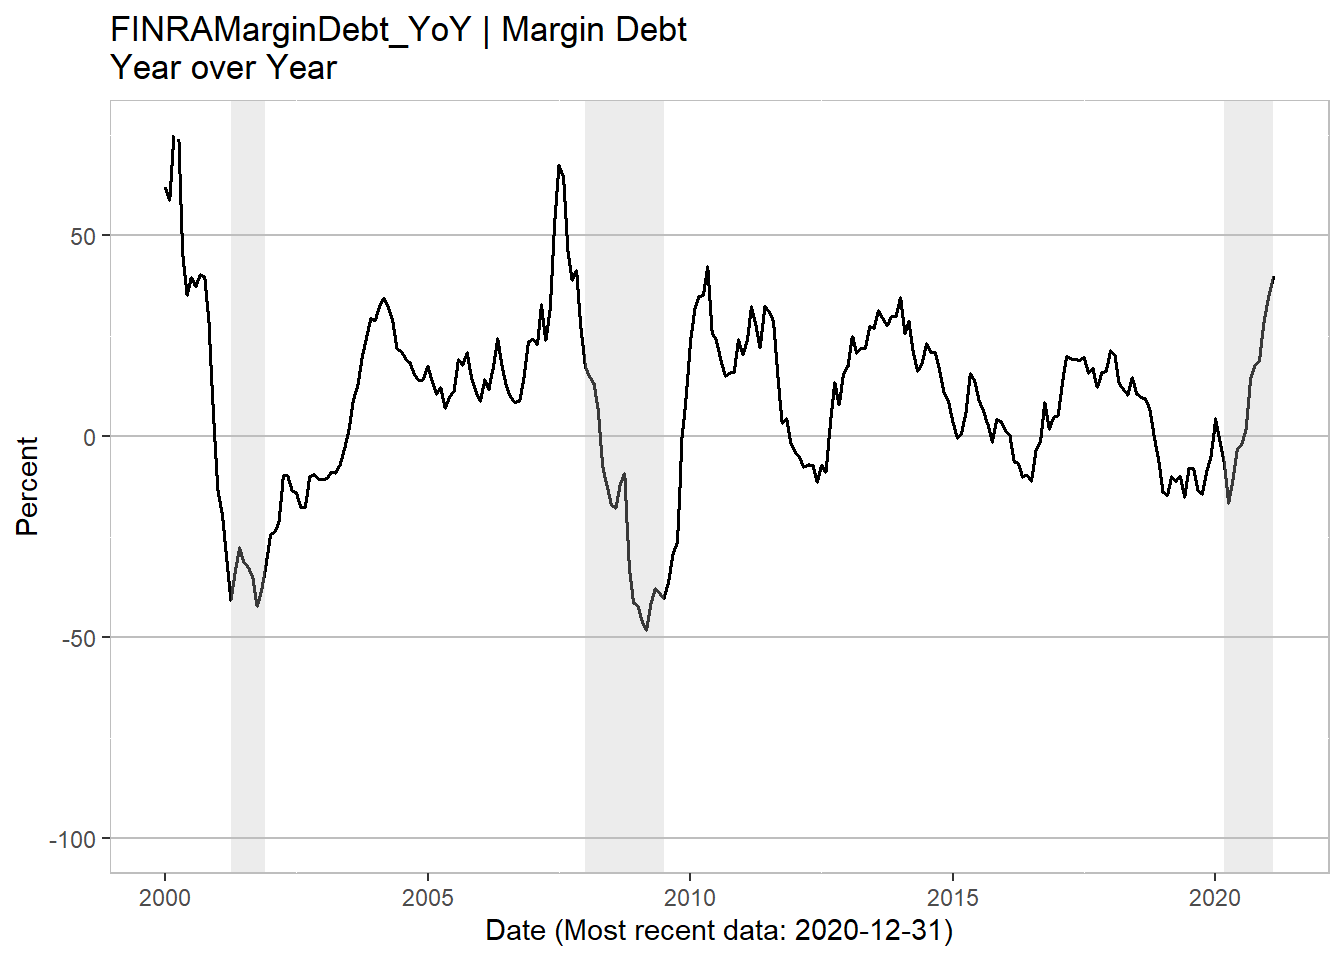 FINRAMarginDebt_YoY | Margin Debt
Year over Year
Percent
50
0
-50
-100
2000
2005
2010
2015
2020
Date (Most recent data: 2020-12-31)